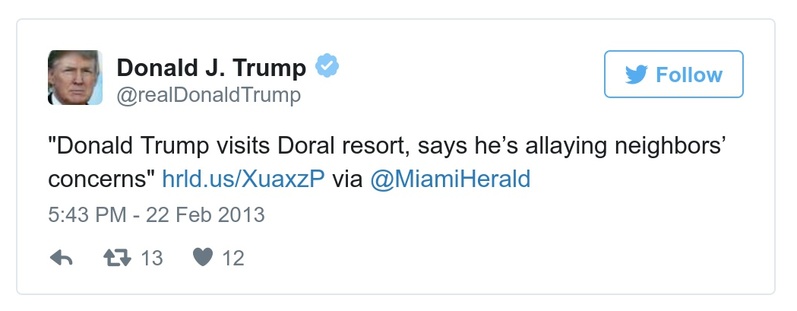 Donald J. Trump
@realDonaldTrump
Follow
"Donald Trump visits Doral resort, says he’s allaying neighbors’
concerns" hrld.us/XuaxzP via @MiamiHerald
5:43 PM - 22 Feb 2013
13 12